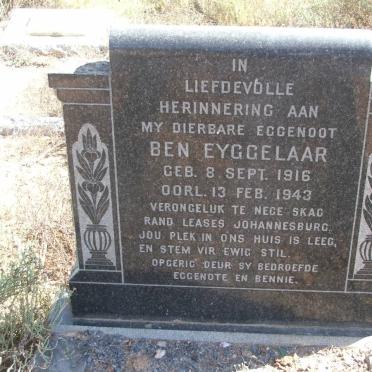 IN
LIEFDEVOLLE
HERINNERING AAN
MY DIERBARE EGGENOOT
BEN EYGGELAAR
GEB. 8. SEPT. 1916
OORL. 13 FEB. 1943
VERONGELUK TE NEGE SKAG
RAND LEASES JOHANNESBURG.
JOU PLEK IN ONS HUIS IS LEEG,
EN STEM VIR EWIG STIL.
OPGERIG DEUR SY BEDROEFDE
EGGENOTE EN BENNIE.